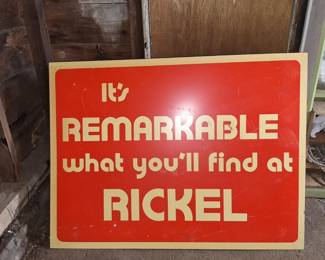 It's
REMARKABLE
what you'll find at
RICKEL